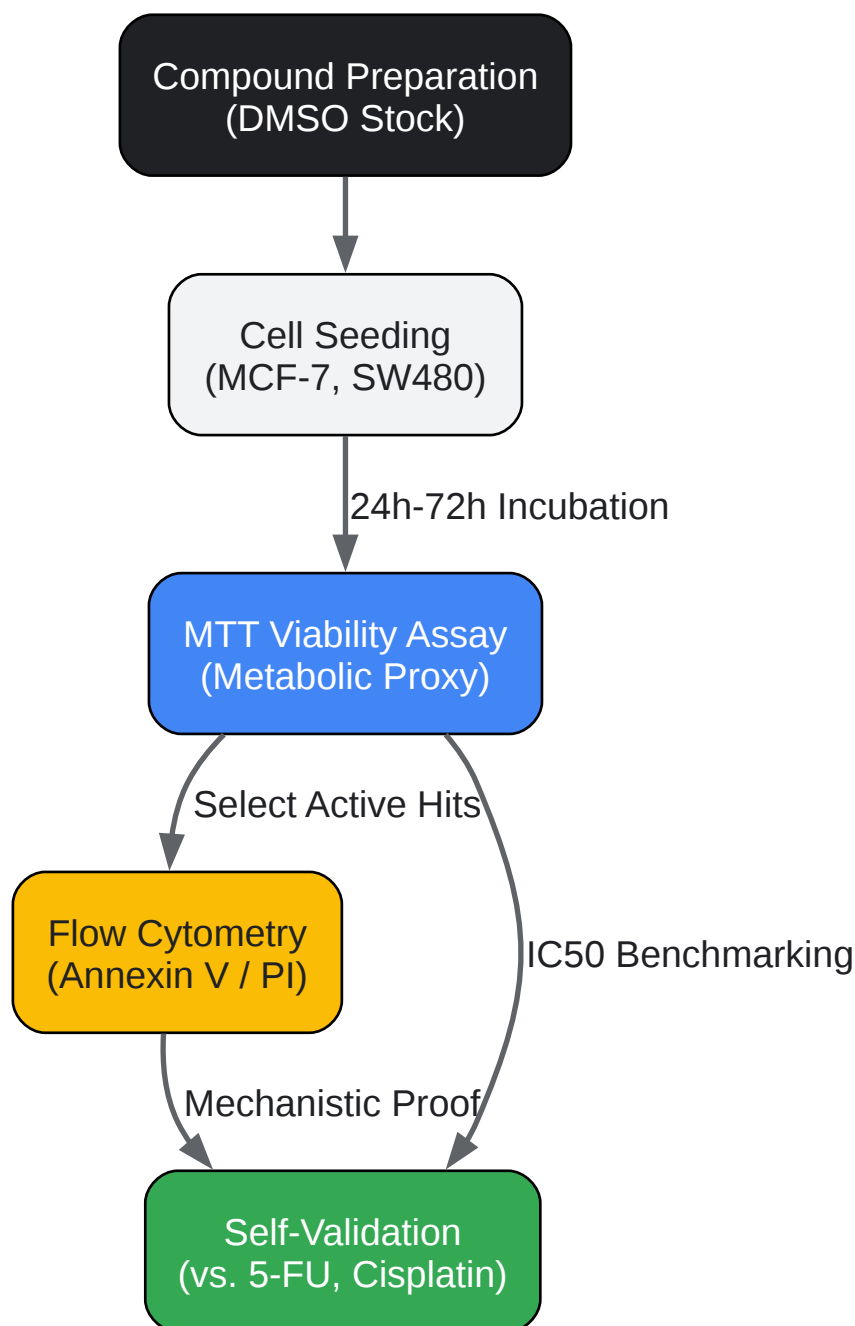 Compound Preparation
(DMSO Stock)
Cell Seeding
(MCF-7, SW480)
24h-72h Incubation
MTT Viability Assay
(Metabolic Proxy)
Select Active Hits
Flow Cytometry
(Annexin V / PI)
IC50 Benchmarking
Mechanistic Proof
Self-Validation
(vs. 5-FU, Cisplatin)